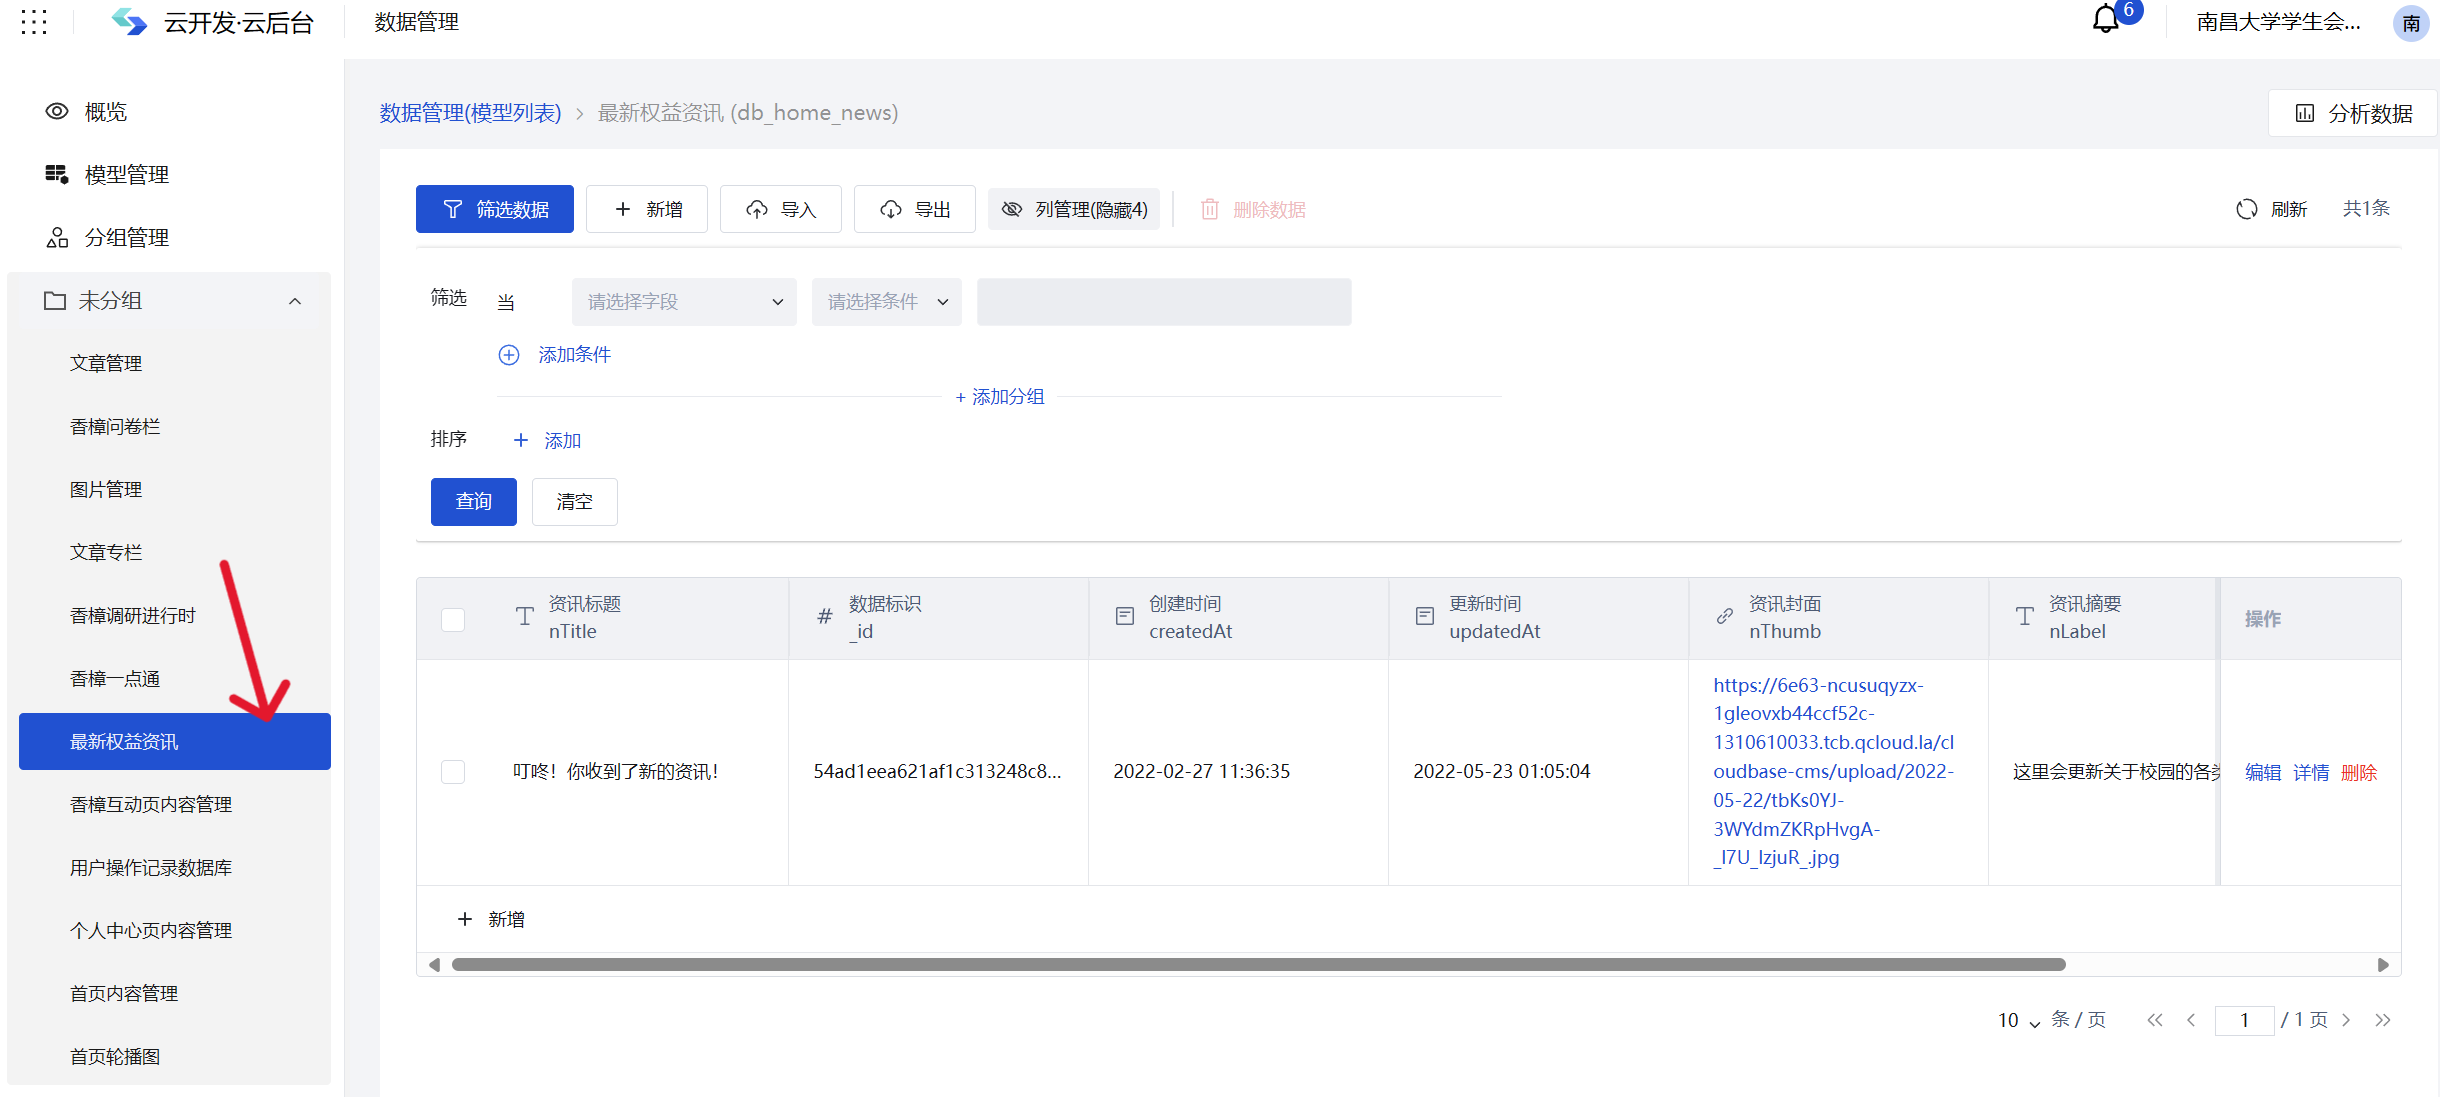 云开发·云后台
数据管理
6
南昌大学学生会...
南
概览
模型管理
分组管理
未分组
文章管理
香樟问卷栏
图片管理
文章专栏
香樟调研进行时
香樟一点通
最新权益资讯
香樟互动页内容管理
用户操作记录数据库
个人中心页内容管理
首页内容管理
首页轮播图
数据管理(模型列表) > 最新权益资讯 (db_home_news)
分析数据
筛选数据
+ 新增
导入
导出
列管理(隐藏4)
删除数据
刷新
共1条
筛选 当 请选择字段 请选择条件
添加条件
+ 添加分组
排序 + 添加
查询 清空
资讯标题
nTitle
# 数据标识
_id
创建时间
createdAt
更新时间
updatedAt
资讯封面
nThumb
资讯摘要
nLabel
操作
叮咚！你收到了新的资讯！
54ad1eea621af1c313248c8...
2022-02-27 11:36:35
2022-05-23 01:05:04
https://6e63-ncusuqyzx-
1gleovxb44ccf52c-
1310610033.tcb.qcloud.la/cl
oudbase-cms/upload/2022-
05-22/tbKs0YJ-
3WYdmZKRpHvgA-
_I7U_lzjuR_.jpg
这里会更新关于校园的各类
编辑 详情 删除
+ 新增
10 条 / 页
1 / 1 页